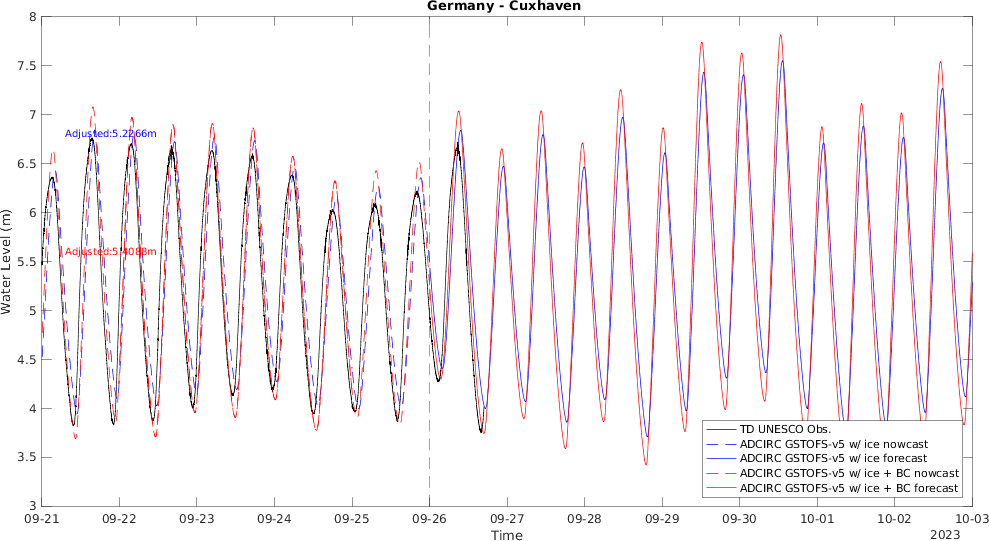 Germany - Cuxhaven
8
7.5
7
6.5
6
5.5
5
4.5
4
3.5
3
Water Level (m)
Adjusted:5.2266m
Adjusted:5.4088m
TD UNESCO Obs.
ADCIRC GSTOFS-v5 w/ ice nowcast
ADCIRC GSTOFS-v5 w/ ice forecast
ADCIRC GSTOFS-v5 w/ ice + BC nowcast
ADCIRC GSTOFS-v5 w/ ice + BC forecast
09-21 09-22 09-23 09-24 09-25 09-26 09-27 09-28 09-29 09-30 10-01 10-02 10-03
Time
2023